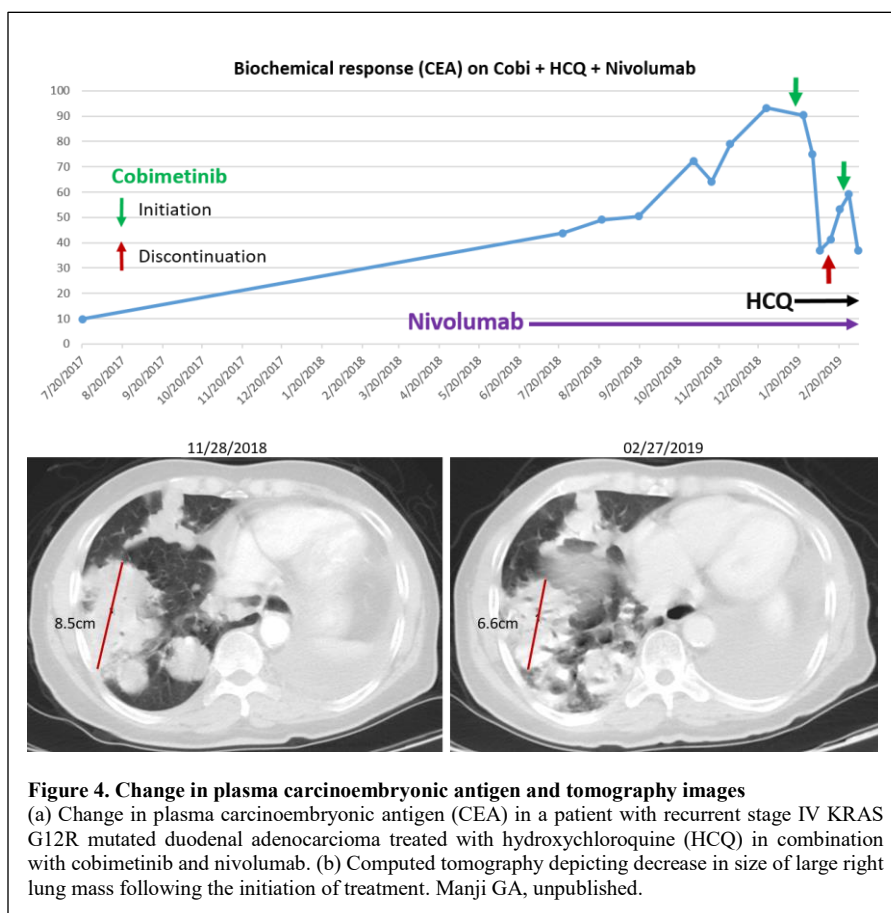 Biochemical response (CEA) on Cobi + HCQ + Nivolumab
100
90
80
70
60
50
40
30
20
10
0
Cobimetinib
Initiation
Discontinuation
HCQ
Nivolumab
7/20/2017
8/20/2017
9/20/2017
10/20/2017
11/20/2017
12/20/2017
1/20/2018
2/20/2018
3/20/2018
4/20/2018
5/20/2018
6/20/2018
7/20/2018
8/20/2018
9/20/2018
10/20/2018
11/20/2018
12/20/2018
1/20/2019
2/20/2019
11/28/2018
02/27/2019
8.5cm
6.6cm
Figure 4. Change in plasma carcinoembryonic antigen and tomography images
(a) Change in plasma carcinoembryonic antigen (CEA) in a patient with recurrent stage IV KRAS
G12R mutated duodenal adenocarcioma treated with hydroxychloroquine (HCQ) in combination
with cobimetinib and nivolumab. (b) Computed tomography depicting decrease in size of large right
lung mass following the initiation of treatment. Manji GA, unpublished.